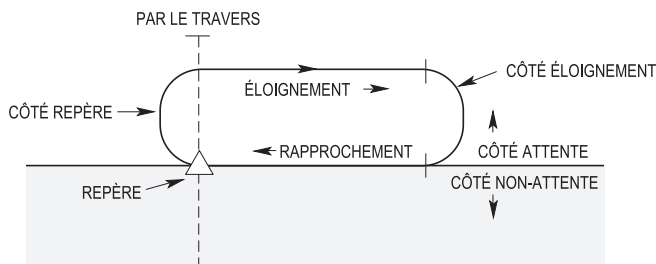 PAR LE TRAVERS
CÔTÉ ÉLOIGNEMENT
ÉLOIGNEMENT
CÔTÉ REPÈRE
RAPPROCHEMENT
CÔTÉ ATTENTE
CÔTÉ NON-ATTENTE
REPÈRE